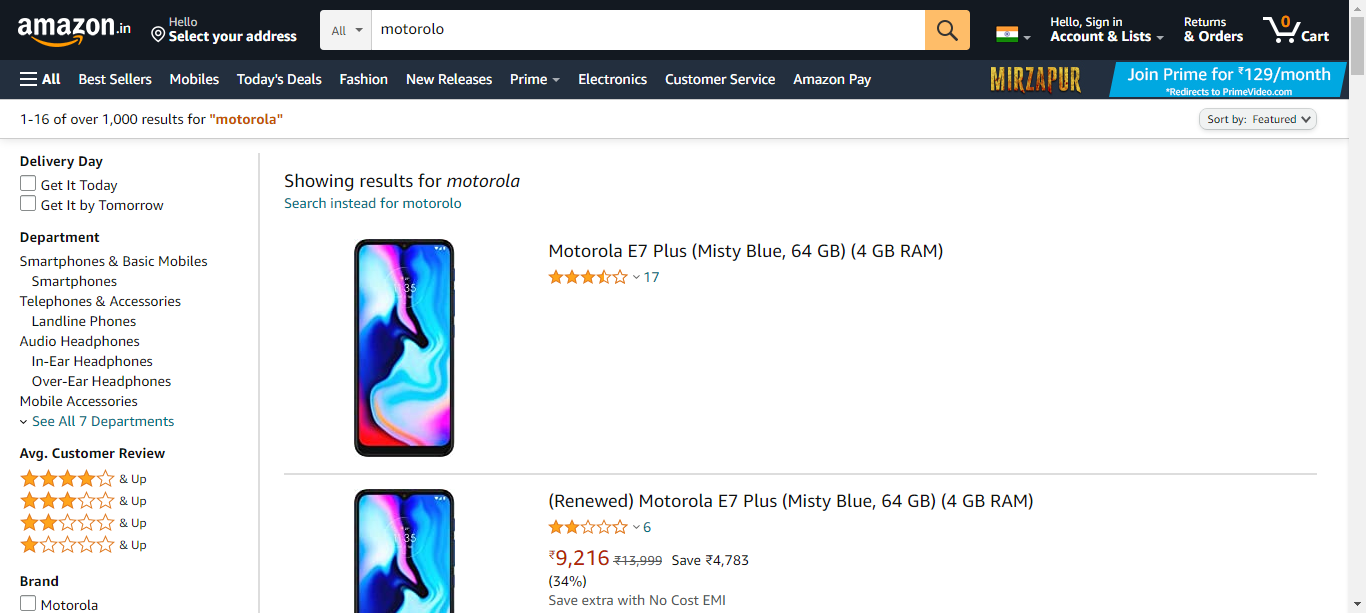 amazon.in
Hello
Select your address
All
motorolo
Hello, Sign in
Account & Lists
Returns
& Orders
0
Cart
All
Best Sellers
Mobiles
Today's Deals
Fashion
New Releases
Prime
Electronics
Customer Service
Amazon Pay
MIRZAPUR
Join Prime for ₹129/month
*Redirects to PrimeVideo.com
1-16 of over 1,000 results for "motorola"
Sort by: Featured
Delivery Day
Get It Today
Get It by Tomorrow
Department
Smartphones & Basic Mobiles
Smartphones
Telephones & Accessories
Landline Phones
Audio Headphones
In-Ear Headphones
Over-Ear Headphones
Mobile Accessories
See All 7 Departments
Avg. Customer Review
& Up
& Up
& Up
& Up
Brand
Motorola
Showing results for motorola
Search instead for motorolo
11:35
Motorola E7 Plus (Misty Blue, 64 GB) (4 GB RAM)
17
11:35
(Renewed) Motorola E7 Plus (Misty Blue, 64 GB) (4 GB RAM)
6
₹9,216 ₹13,999 Save ₹4,783
(34%)
Save extra with No Cost EMI